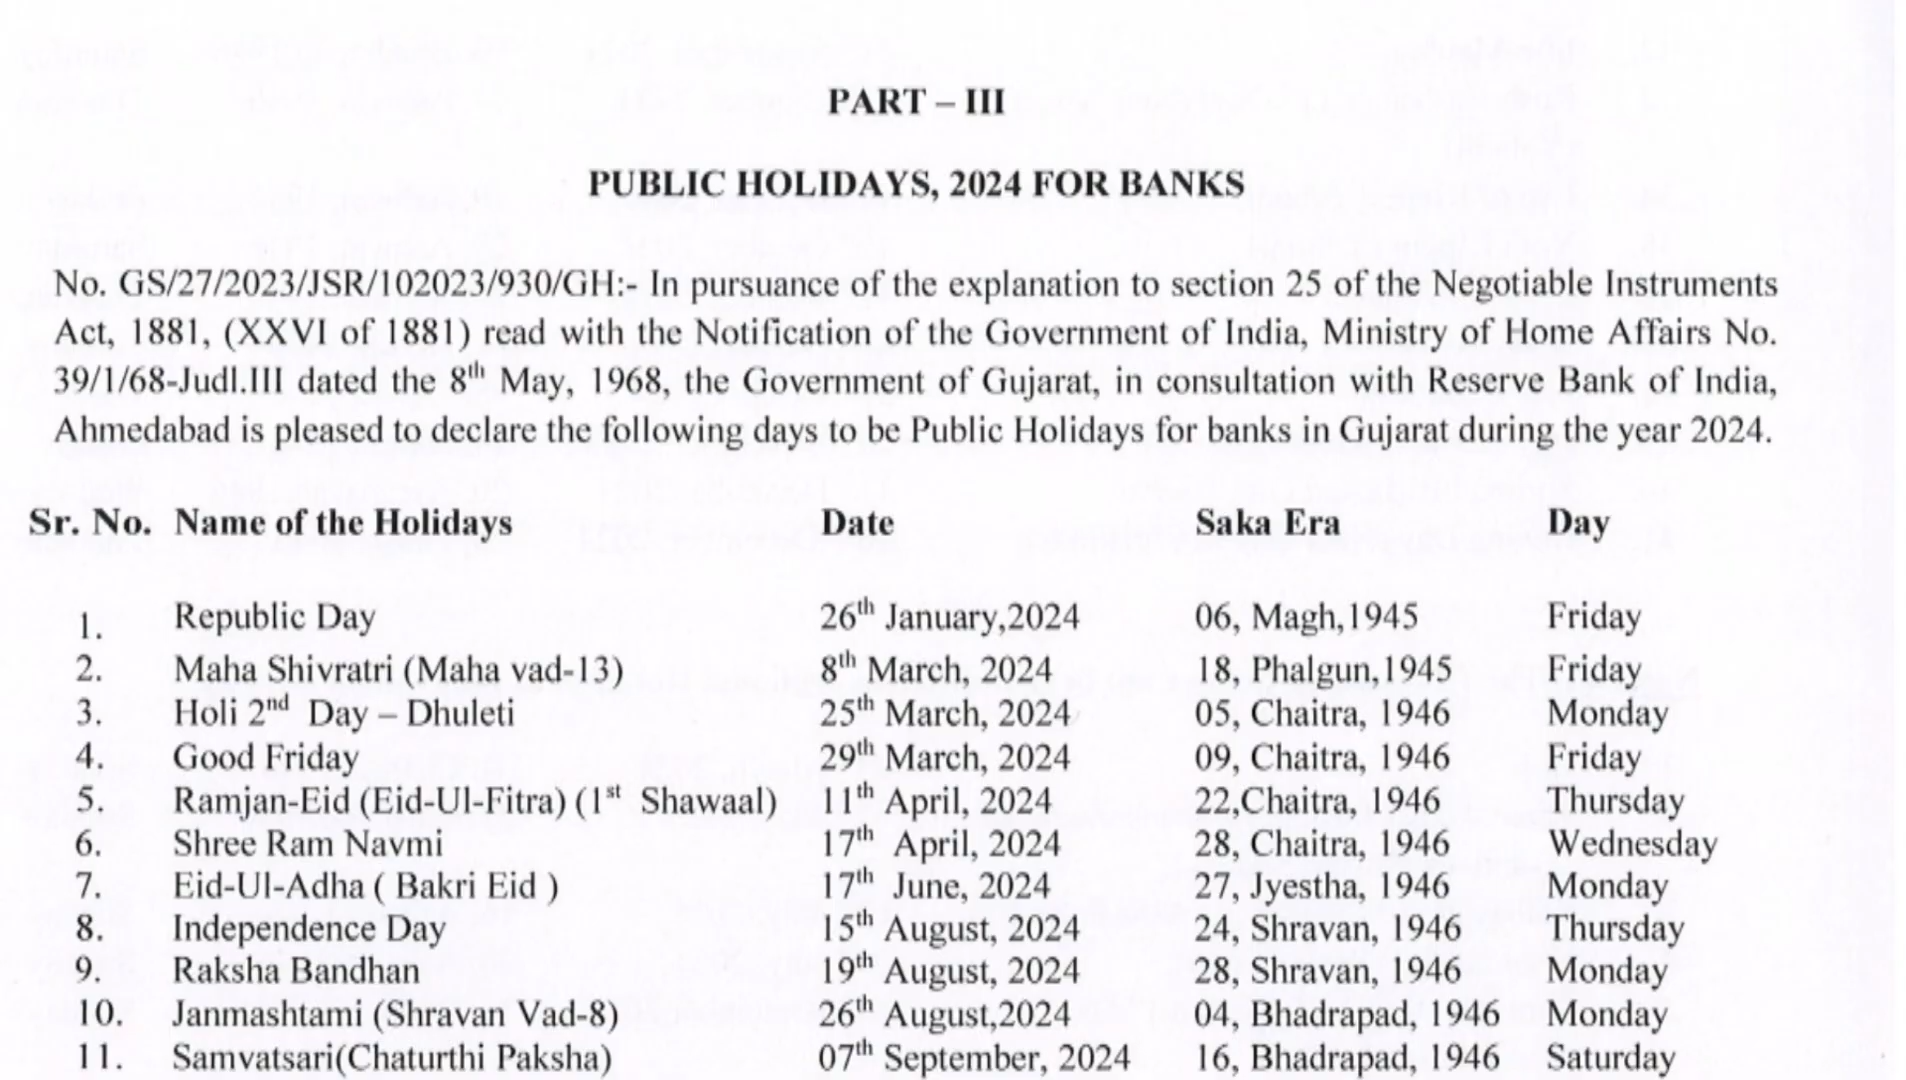 PART – III
PUBLIC HOLIDAYS, 2024 FOR BANKS
No. GS/27/2023/JSR/102023/930/GH:- In pursuance of the explanation to section 25 of the Negotiable Instruments
Act, 1881, (XXVI of 1881) read with the Notification of the Government of India, Ministry of Home Affairs No.
39/1/68-Judl.III dated the 8th May, 1968, the Government of Gujarat, in consultation with Reserve Bank of India,
Ahmedabad is pleased to declare the following days to be Public Holidays for banks in Gujarat during the year 2024.
Sr. No. Name of the Holidays Date Saka Era Day
1. Republic Day 26th January,2024 06, Magh,1945 Friday
2. Maha Shivratri (Maha vad-13) 8th March, 2024 18, Phalgun,1945 Friday
3. Holi 2nd Day – Dhuleti 25th March, 2024 05, Chaitra, 1946 Monday
4. Good Friday 29th March, 2024 09, Chaitra, 1946 Friday
5. Ramjan-Eid (Eid-Ul-Fitra) (1st Shawaal) 11th April, 2024 22,Chaitra, 1946 Thursday
6. Shree Ram Navmi 17th April, 2024 28, Chaitra, 1946 Wednesday
7. Eid-Ul-Adha ( Bakri Eid ) 17th June, 2024 27, Jyestha, 1946 Monday
8. Independence Day 15th August, 2024 24, Shravan, 1946 Thursday
9. Raksha Bandhan 19th August, 2024 28, Shravan, 1946 Monday
10. Janmashtami (Shravan Vad-8) 26th August,2024 04, Bhadrapad, 1946 Monday
11. Samvatsari(Chaturthi Paksha) 07th September, 2024 16, Bhadrapad, 1946 Saturday